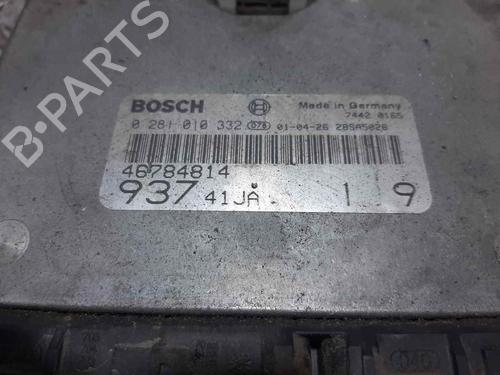 BOSCH Made in Germany
7442 0165
0 281 010 332 01-04-26 28SA5026
46784814
937 41JA 1 9
B-PARTS